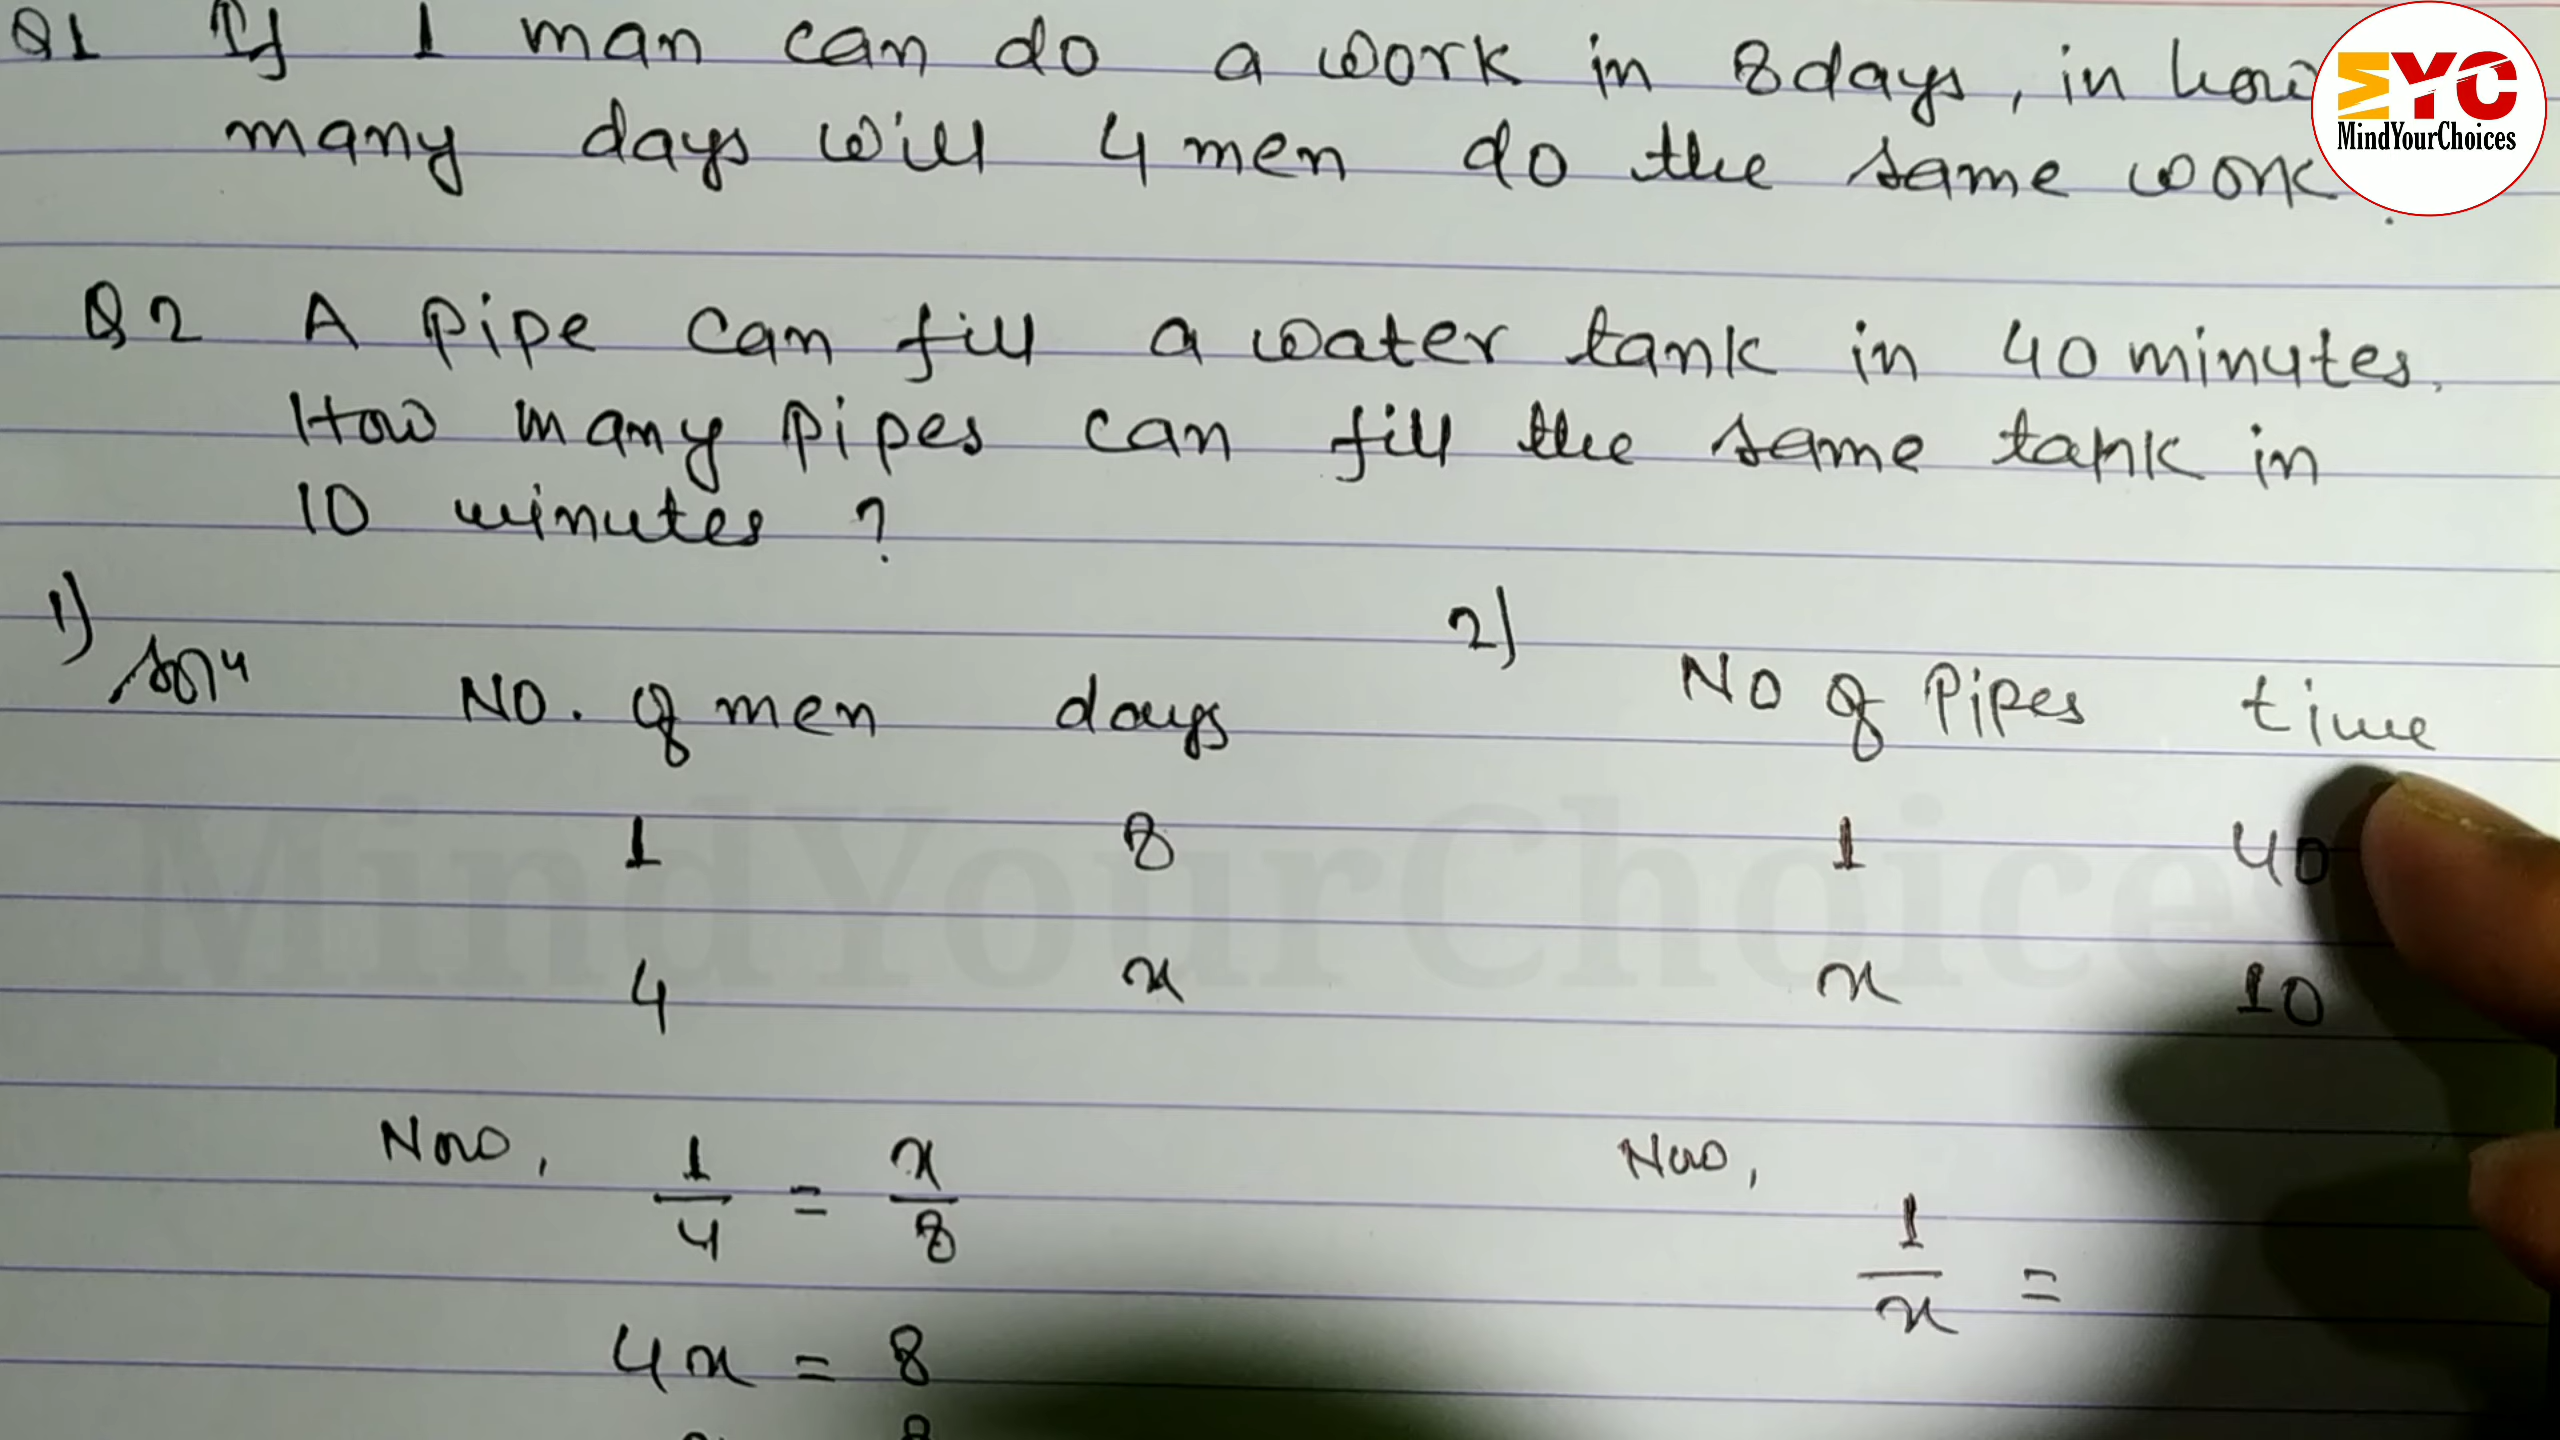 Q1 If 1 man can do a work in 8 days, in how
many days will 4 men do the same work.
MYC
MindYourChoices
Q2 A pipe can fill a water tank in 40 minutes.
How many pipes can fill the same tank in
10 minutes ?
1)
Solⁿ No. of men days
1 8
4 x
Now, 1/4 = x/8
4x = 8
2)
No of Pipes time
1 40
x 10
Now,
1/x =
MindYourChoice